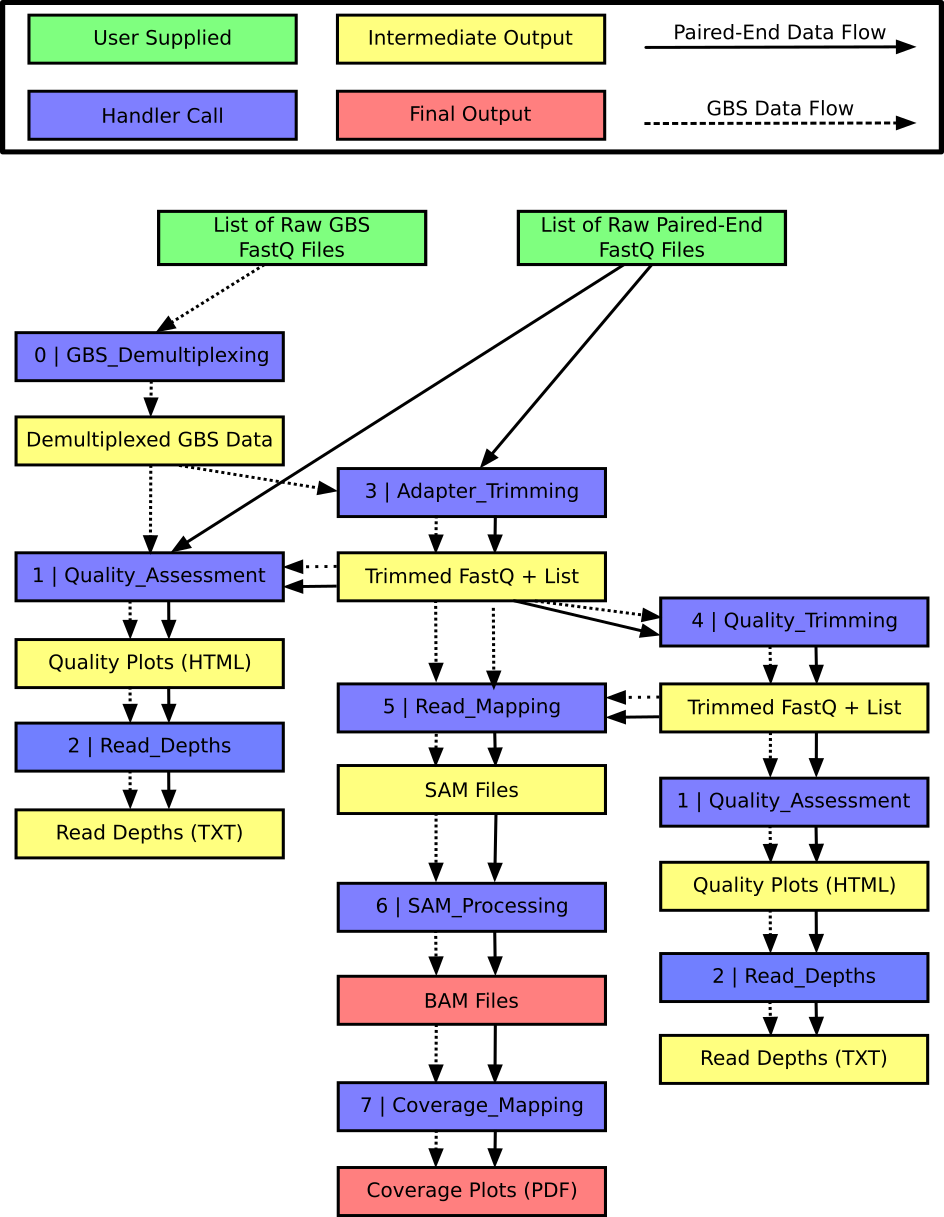 User Supplied
Intermediate Output
Paired-End Data Flow
Handler Call
Final Output
GBS Data Flow
List of Raw GBS
FastQ Files
List of Raw Paired-End
FastQ Files
0 | GBS_Demultiplexing
Demultiplexed GBS Data
3 | Adapter_Trimming
1 | Quality_Assessment
Trimmed FastQ + List
4 | Quality_Trimming
Quality Plots (HTML)
5 | Read_Mapping
Trimmed FastQ + List
2 | Read_Depths
SAM Files
1 | Quality_Assessment
Read Depths (TXT)
Quality Plots (HTML)
6 | SAM_Processing
2 | Read_Depths
BAM Files
Read Depths (TXT)
7 | Coverage_Mapping
Coverage Plots (PDF)